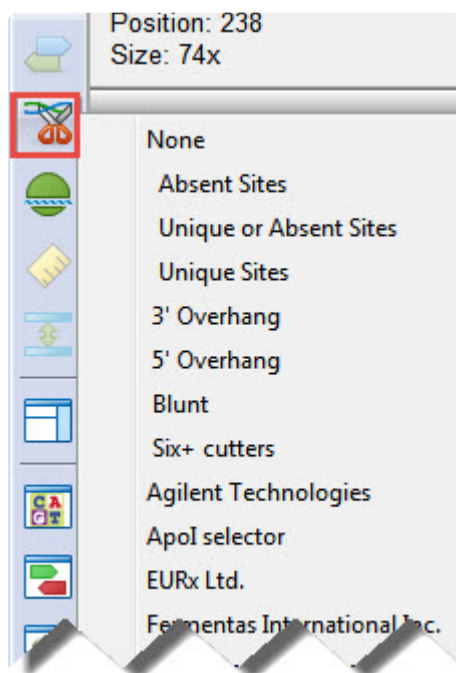 Position: 238
Size: 74x
None
Absent Sites
Unique or Absent Sites
Unique Sites
3' Overhang
5' Overhang
Blunt
Six+ cutters
Agilent Technologies
ApoI selector
EURx Ltd.
C A
G T
Fermentas International Inc.